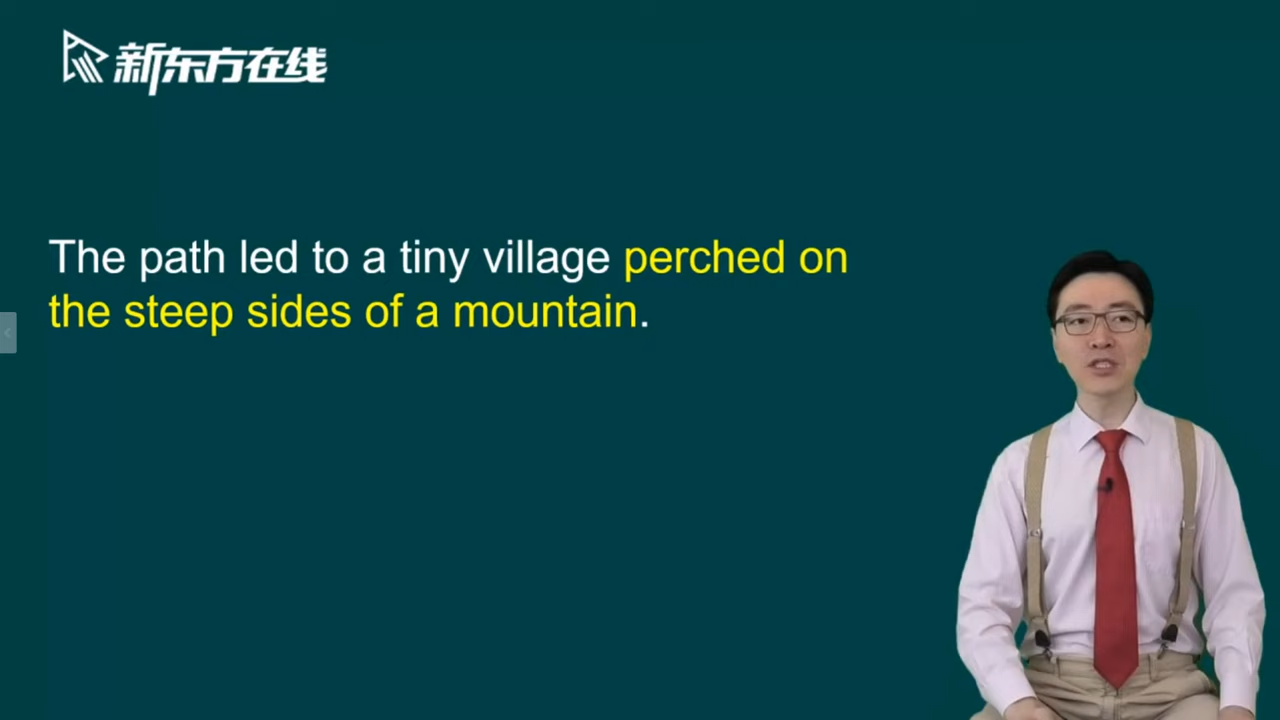 新东方在线
The path led to a tiny village perched on
the steep sides of a mountain.